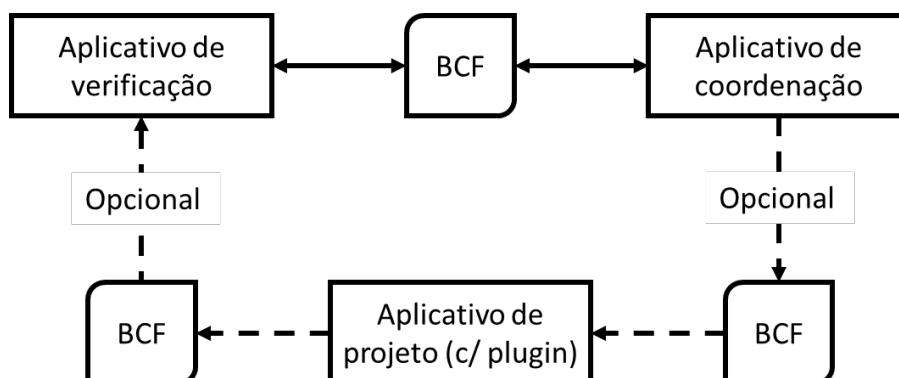 Aplicativo de
verificação
BCF
Aplicativo de
coordenação
Opcional
Opcional
BCF
Aplicativo de
projeto (c/ plugin)
BCF